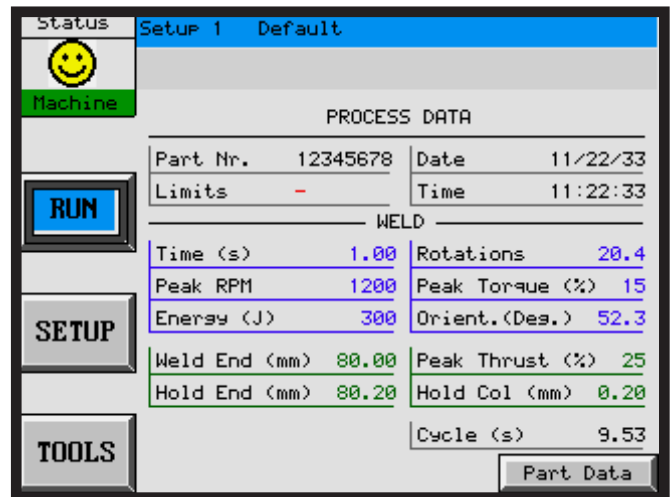 Status
Setup 1 Default
Machine
PROCESS DATA
Part Nr. 12345678 Date 11/22/33
Limits - Time 11:22:33
RUN
WELD
Time (s) 1.00 Rotations 20.4
Peak RPM 1200 Peak Torque (%) 15
Energy (J) 300 Orient.(Deg.) 52.3
SETUP
Weld End (mm) 80.00 Peak Thrust (%) 25
Hold End (mm) 80.20 Hold Col (mm) 0.20
Cycle (s) 9.53
TOOLS
Part Data